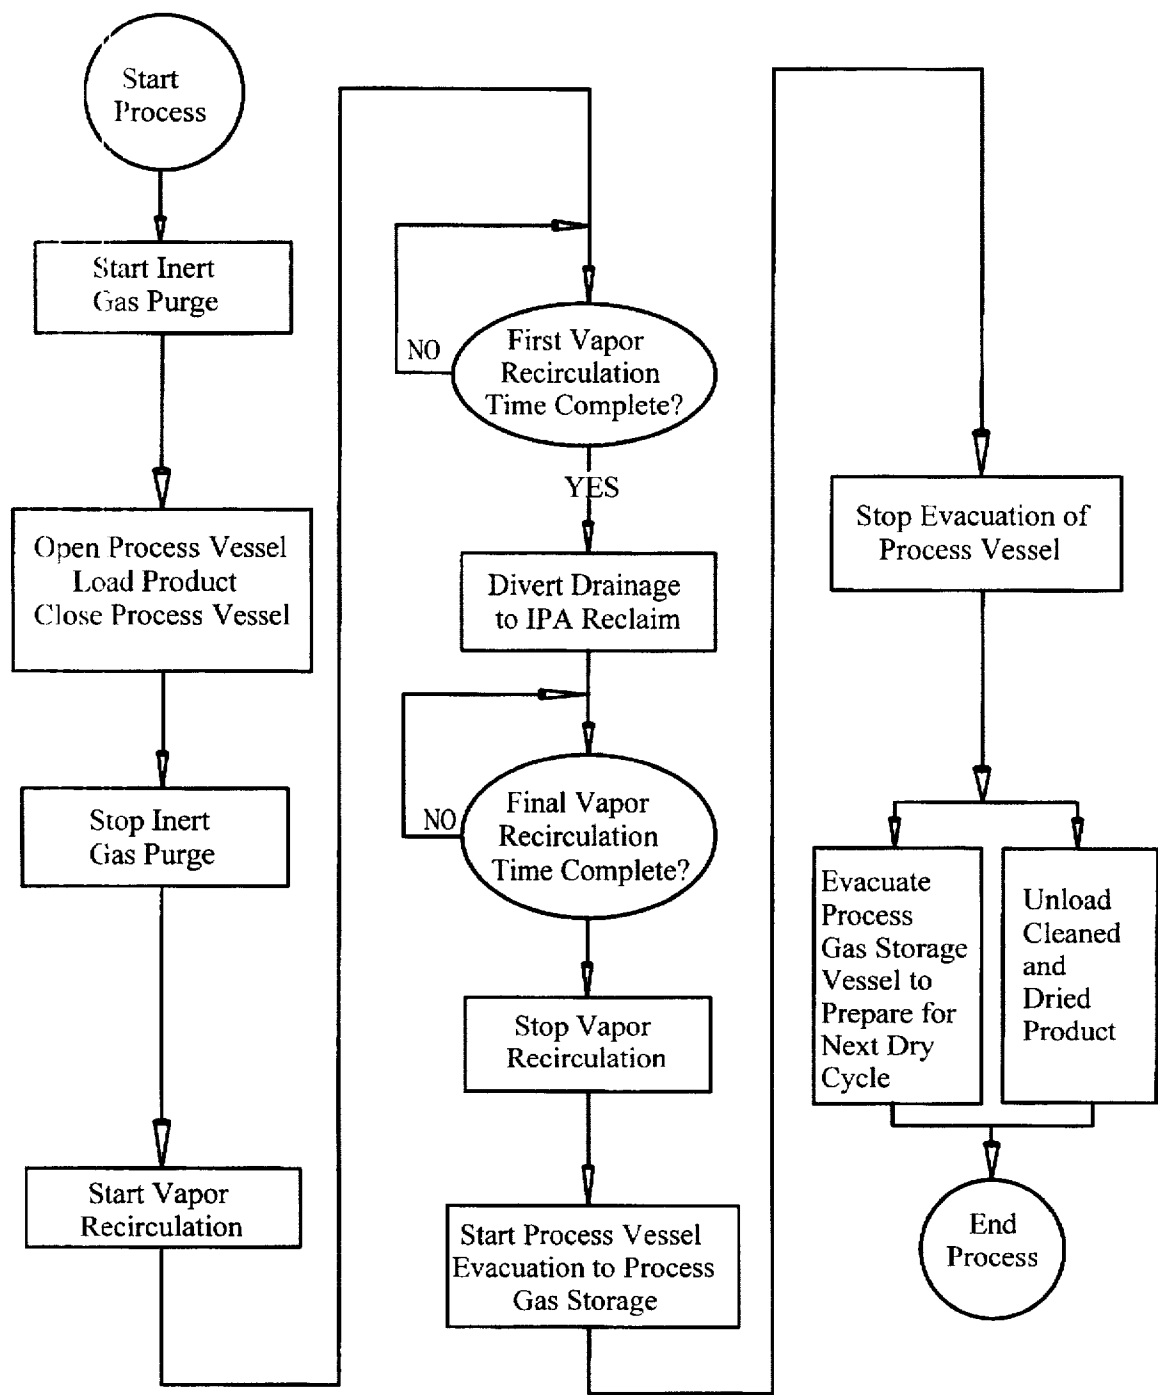 Start
Process
Start Inert
Gas Purge
Open Process Vessel
Load Product
Close Process Vessel
Stop Inert
Gas Purge
Start Vapor
Recirculation
First Vapor
Recirculation
Time Complete?
NO
YES
Divert Drainage
to IPA Reclaim
Final Vapor
Recirculation
Time Complete?
NO
Stop Vapor
Recirculation
Start Process Vessel
Evacuation to Process
Gas Storage
Stop Evacuation of
Process Vessel
Evacuate
Process
Gas Storage
Vessel to
Prepare for
Next Dry
Cycle
Unload
Cleaned
and
Dried
Product
End
Process